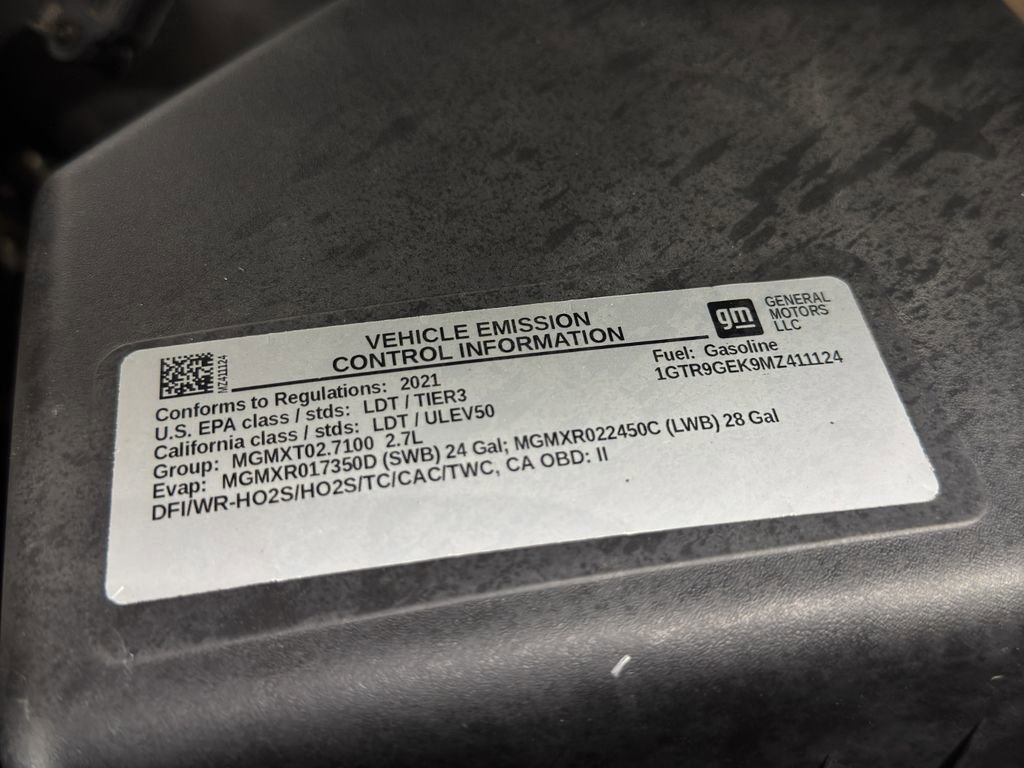 VEHICLE EMISSION
CONTROL INFORMATION
gm
GENERAL
MOTORS
LLC
MZ411124
Fuel: Gasoline
1GTR9GEK9MZ411124
Conforms to Regulations: 2021
U.S. EPA class / stds: LDT / TIER3
California class / stds: LDT / ULEV50
Group: MGMXT02.7100 2.7L
Evap: MGMXR017350D (SWB) 24 Gal; MGMXR022450C (LWB) 28 Gal
DFI/WR-HO2S/HO2S/TC/CAC/TWC, CA OBD: II